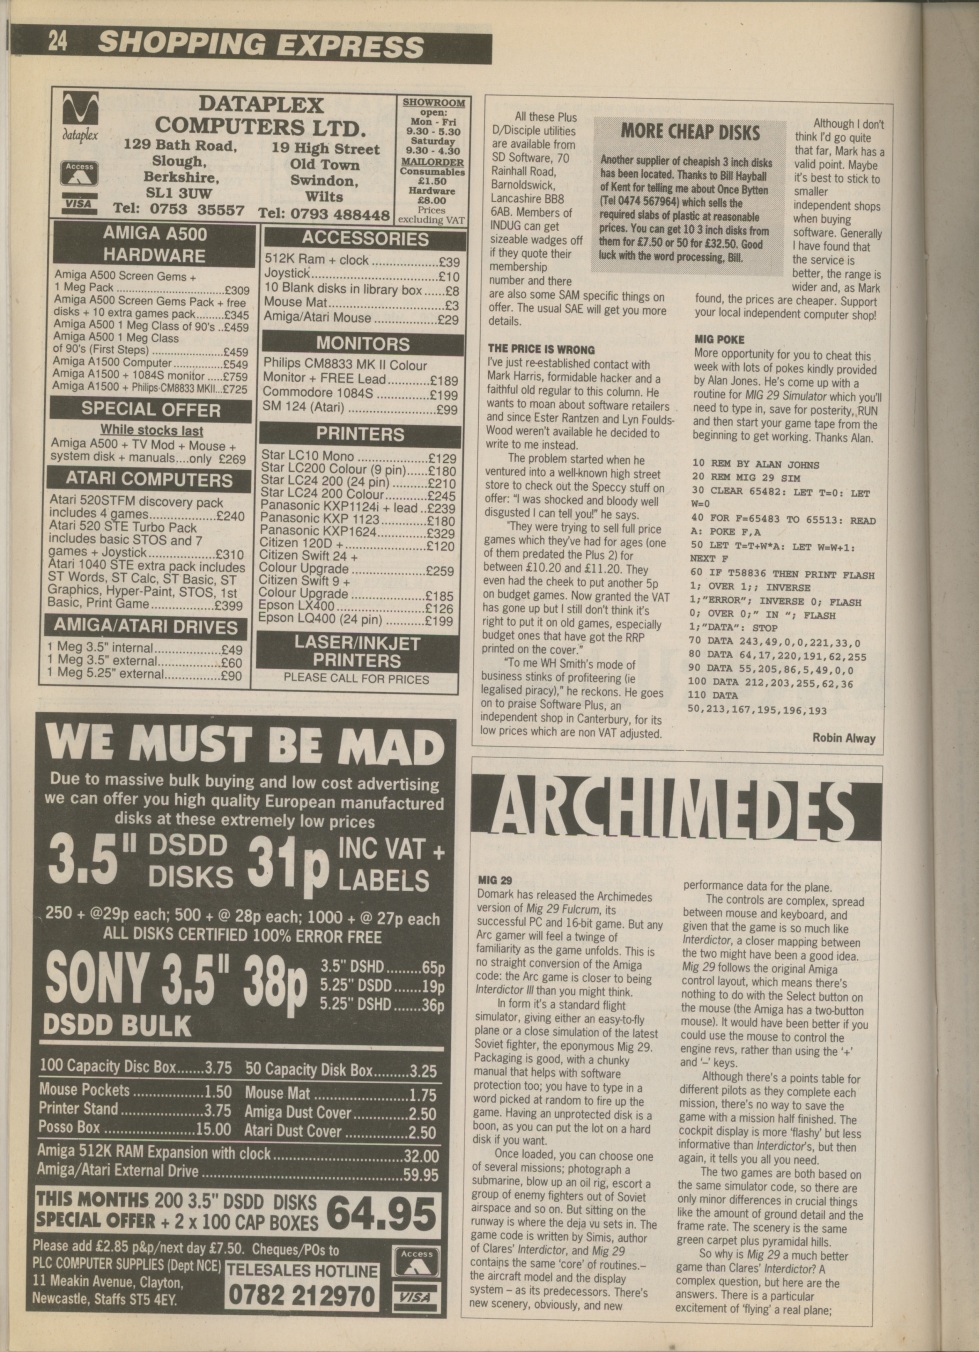 24 SHOPPING EXPRESS
dataplex
Access
VISA
DATAPLEX
COMPUTERS LTD.
129 Bath Road,
Slough,
Berkshire,
SL1 3UW
Tel: 0753 35557
19 High Street
Old Town
Swindon,
Wilts
Tel: 0793 488448
SHOWROOM
open:
Mon - Fri
9.30 - 5.30
Saturday
9.30 - 4.30
MAILORDER
Consumables
£1.50
Hardware
£8.00
Prices
excluding VAT
AMIGA A500
HARDWARE
Amiga A500 Screen Gems +
1 Meg Pack ..........£309
Amiga A500 Screen Gems Pack + free
disks + 10 extra games pack..........£345
Amiga A500 1 Meg Class of 90's ..£459
Amiga A500 1 Meg Class
of 90's (First Steps) ..........£459
Amiga A1500 Computer..........£549
Amiga A1500 + 1084S monitor .....£759
Amiga A1500 + Philips CM8833 MKII...£725
SPECIAL OFFER
While stocks last
Amiga A500 + TV Mod + Mouse +
system disk + manuals....only £269
ATARI COMPUTERS
Atari 520STFM discovery pack
includes 4 games..........£240
Atari 520 STE Turbo Pack
includes basic STOS and 7
games + Joystick..........£310
Atari 1040 STE extra pack includes
ST Words, ST Calc, ST Basic, ST
Graphics, Hyper-Paint, STOS, 1st
Basic, Print Game..........£399
AMIGA/ATARI DRIVES
1 Meg 3.5" internal..........£49
1 Meg 3.5" external..........£60
1 Meg 5.25" external..........£90
ACCESSORIES
512K Ram + clock ..........£39
Joystick..........£10
10 Blank disks in library box ......£8
Mouse Mat..........£3
Amiga/Atari Mouse ..........£29
MONITORS
Philips CM8833 MK II Colour
Monitor + FREE Lead..........£189
Commodore 1084S ..........£199
SM 124 (Atari) ..........£99
PRINTERS
Star LC10 Mono ..........£129
Star LC200 Colour (9 pin)......£180
Star LC24 200 (24 pin) ........£210
Star LC24 200 Colour..........£245
Panasonic KXP1124i + lead ..£239
Panasonic KXP 1123..........£180
Panasonic KXP1624..........£329
Citizen 120D +..........£120
Citizen Swift 24 +
Colour Upgrade ..........£259
Citizen Swift 9 +
Colour Upgrade ..........£185
Epson LX400..........£126
Epson LQ400 (24 pin) ..........£199
LASER/INKJET
PRINTERS
PLEASE CALL FOR PRICES
WE MUST BE MAD
Due to massive bulk buying and low cost advertising
we can offer you high quality European manufactured
disks at these extremely low prices
3.5" DSDD DISKS 31p INC VAT + LABELS
250 + @29p each; 500 + @ 28p each; 1000 + @ 27p each
ALL DISKS CERTIFIED 100% ERROR FREE
SONY 3.5" 38p
DSDD BULK
3.5" DSHD .........65p
5.25" DSDD .......19p
5.25" DSHD .......36p
100 Capacity Disc Box.......3.75 50 Capacity Disk Box..........3.25
Mouse Pockets ..........1.50 Mouse Mat ..........1.75
Printer Stand ..........3.75 Amiga Dust Cover..........2.50
Posso Box ..........15.00 Atari Dust Cover ..........2.50
Amiga 512K RAM Expansion with clock..........32.00
Amiga/Atari External Drive ..........59.95
THIS MONTHS 200 3.5" DSDD DISKS
SPECIAL OFFER + 2 x 100 CAP BOXES 64.95
Please add £2.85 p&p/next day £7.50. Cheques/POs to
PLC COMPUTER SUPPLIES (Dept NCE)
11 Meakin Avenue, Clayton,
Newcastle, Staffs ST5 4EY.
TELESALES HOTLINE
0782 212970
Access
VISA
All these Plus
D/Disciple utilities
are available from
SD Software, 70
Rainhall Road,
Barnoldswick,
Lancashire BB8
6AB. Members of
INDUG can get
sizeable wadges off
if they quote their
membership
number and there
are also some SAM specific things on
offer. The usual SAE will get you more
details.
THE PRICE IS WRONG
I've just re-established contact with
Mark Harris, formidable hacker and a
faithful old regular to this column. He
wants to moan about software retailers
and since Ester Rantzen and Lyn Foulds-
Wood weren't available he decided to
write to me instead.
The problem started when he
ventured into a well-known high street
store to check out the Speccy stuff on
offer: "I was shocked and bloody well
disgusted I can tell you!" he says.
"They were trying to sell full price
games which they've had for ages (one
of them predated the Plus 2) for
between £10.20 and £11.20. They
even had the cheek to put another 5p
on budget games. Now granted the VAT
has gone up but I still don't think it's
right to put it on old games, especially
budget ones that have got the RRP
printed on the cover."
"To me WH Smith's mode of
business stinks of profiteering (ie
legalised piracy)," he reckons. He goes
on to praise Software Plus, an
independent shop in Canterbury, for its
low prices which are non VAT adjusted.
MORE CHEAP DISKS
Another supplier of cheapish 3 inch disks
has been located. Thanks to Bill Hayball
of Kent for telling me about Once Bytten
(Tel 0474 567964) which sells the
required slabs of plastic at reasonable
prices. You can get 10 3 inch disks from
them for £7.50 or 50 for £32.50. Good
luck with the word processing, Bill.
Although I don't
think I'd go quite
that far, Mark has a
valid point. Maybe
it's best to stick to
smaller
independent shops
when buying
software. Generally
I have found that
the service is
better, the range is
wider and, as Mark
found, the prices are cheaper. Support
your local independent computer shop!
MIG POKE
More opportunity for you to cheat this
week with lots of pokes kindly provided
by Alan Jones. He's come up with a
routine for MIG 29 Simulator which you'll
need to type in, save for posterity, RUN
and then start your game tape from the
beginning to get working. Thanks Alan.
10 REM BY ALAN JOHNS
20 REM MIG 29 SIM
30 CLEAR 65482: LET T=0: LET
W=0
40 FOR F=65483 TO 65513: READ
A: POKE F,A
50 LET T=T+W*A: LET W=W+1:
NEXT F
60 IF T58836 THEN PRINT FLASH
1; OVER 1;; INVERSE
1;"ERROR"; INVERSE 0; FLASH
0; OVER 0;" IN "; FLASH
1;"DATA": STOP
70 DATA 243,49,0,0,221,33,0
80 DATA 64,17,220,191,62,255
90 DATA 55,205,86,5,49,0,0
100 DATA 212,203,255,62,36
110 DATA
50,213,167,195,196,193
Robin Alway
ARCHIMEDES
MIG 29
Domark has released the Archimedes
version of Mig 29 Fulcrum, its
successful PC and 16-bit game. But any
Arc gamer will feel a twinge of
familiarity as the game unfolds. This is
no straight conversion of the Amiga
code: the Arc game is closer to being
Interdictor III than you might think.
In form it's a standard flight
simulator, giving either an easy-to-fly
plane or a close simulation of the latest
Soviet fighter, the eponymous Mig 29.
Packaging is good, with a chunky
manual that helps with software
protection too; you have to type in a
word picked at random to fire up the
game. Having an unprotected disk is a
boon, as you can put the lot on a hard
disk if you want.
Once loaded, you can choose one
of several missions; photograph a
submarine, blow up an oil rig, escort a
group of enemy fighters out of Soviet
airspace and so on. But sitting on the
runway is where the deja vu sets in. The
game code is written by Simis, author
of Clares' Interdictor, and Mig 29
contains the same 'core' of routines –
the aircraft model and the display
system – as its predecessors. There's
new scenery, obviously, and new
performance data for the plane.
The controls are complex, spread
between mouse and keyboard, and
given that the game is so much like
Interdictor, a closer mapping between
the two might have been a good idea.
Mig 29 follows the original Amiga
control layout, which means there's
nothing to do with the Select button on
the mouse (the Amiga has a two-button
mouse). It would have been better if you
could use the mouse to control the
engine revs, rather than using the '+'
and '–' keys.
Although there's a points table for
different pilots as they complete each
mission, there's no way to save the
game with a mission half finished. The
cockpit display is more 'flashy' but less
informative than Interdictor's, but then
again, it tells you all you need.
The two games are both based on
the same simulator code, so there are
only minor differences in crucial things
like the amount of ground detail and the
frame rate. The scenery is the same
green carpet plus pyramidal hills.
So why is Mig 29 a much better
game than Clares' Interdictor? A
complex question, but here are the
answers. There is a particular
excitement of 'flying' a real plane;